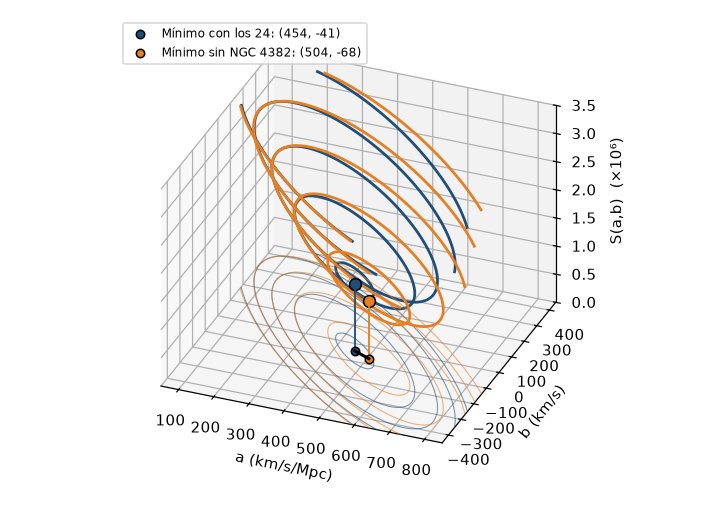 Mínimo con los 24: (454, -41)
Mínimo sin NGC 4382: (504, -68)
3.5
3.0
2.5
2.0
1.5
1.0
0.5
0.0
S(a,b) (×10⁶)
400
300
200
100
0
−100
−200
−300
−400
b (km/s)
100 200 300 400 500 600 700 800
a (km/s/Mpc)